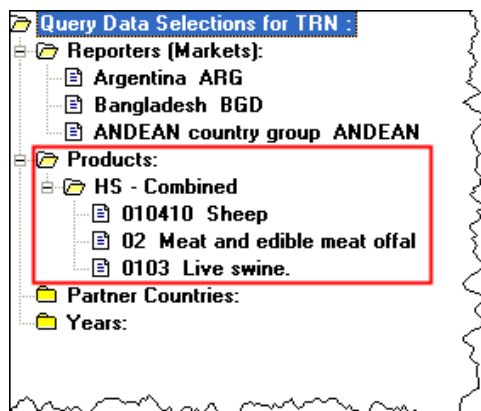 Query Data Selections for TRN :
Reporters (Markets):
Argentina ARG
Bangladesh BGD
ANDEAN country group ANDEAN
Products:
HS - Combined
010410 Sheep
02 Meat and edible meat offal
0103 Live swine.
Partner Countries:
Years: